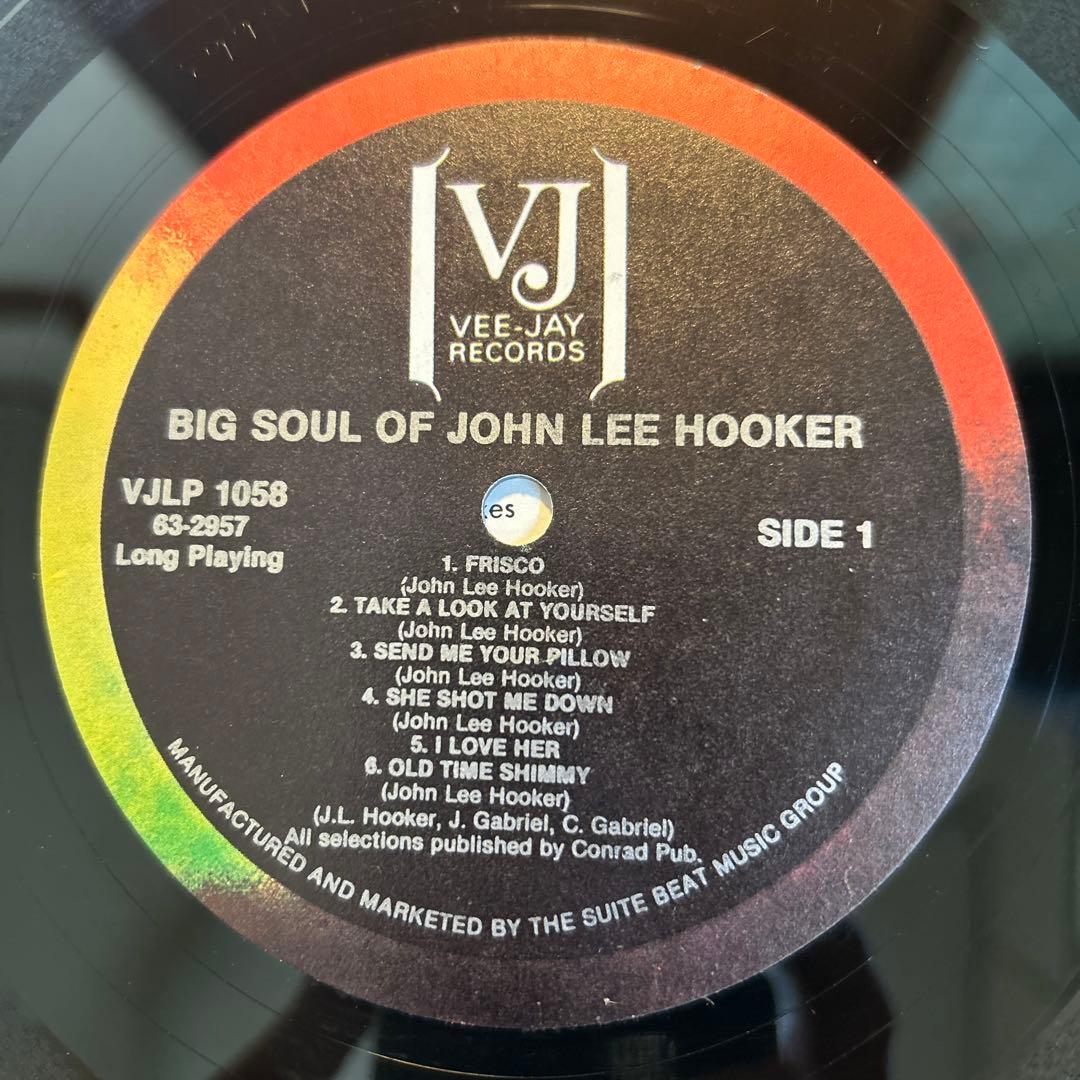 VJ
VEE-JAY
RECORDS
BIG SOUL OF JOHN LEE HOOKER
VJLP 1058
63-2957
Long Playing
es
SIDE 1
1. FRISCO
(John Lee Hooker)
2. TAKE A LOOK AT YOURSELF
(John Lee Hooker)
3. SEND ME YOUR PILLOW
(John Lee Hooker)
4. SHE SHOT ME DOWN
(John Lee Hooker)
5. I LOVE HER
6. OLD TIME SHIMMY
(John Lee Hooker)
(J.L. Hooker, J. Gabriel, C. Gabriel)
All selections published by Conrad Pub.
MANUFACTURED AND MARKETED BY THE SUITE BEAT MUSIC GROUP